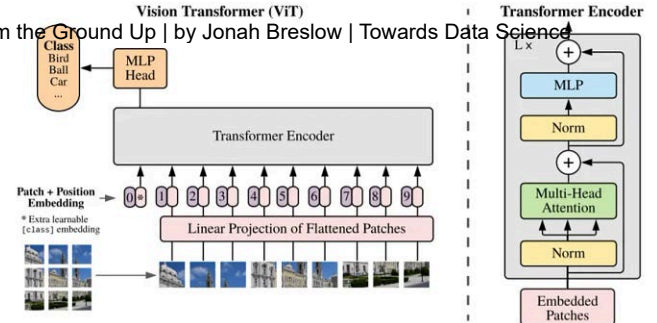 Vision Transformer (ViT)
Transformer Encoder
m the Ground Up | by Jonah Breslow | Towards Data Science
Class
Bird
Ball
Car
...
MLP
Head
Transformer Encoder
Patch + Position
Embedding
* Extra learnable
[class] embedding
0 * 1 2 3 4 5 6 7 8 9
Linear Projection of Flattened Patches
L ×
+
MLP
Norm
+
Multi-Head
Attention
Norm
Embedded
Patches